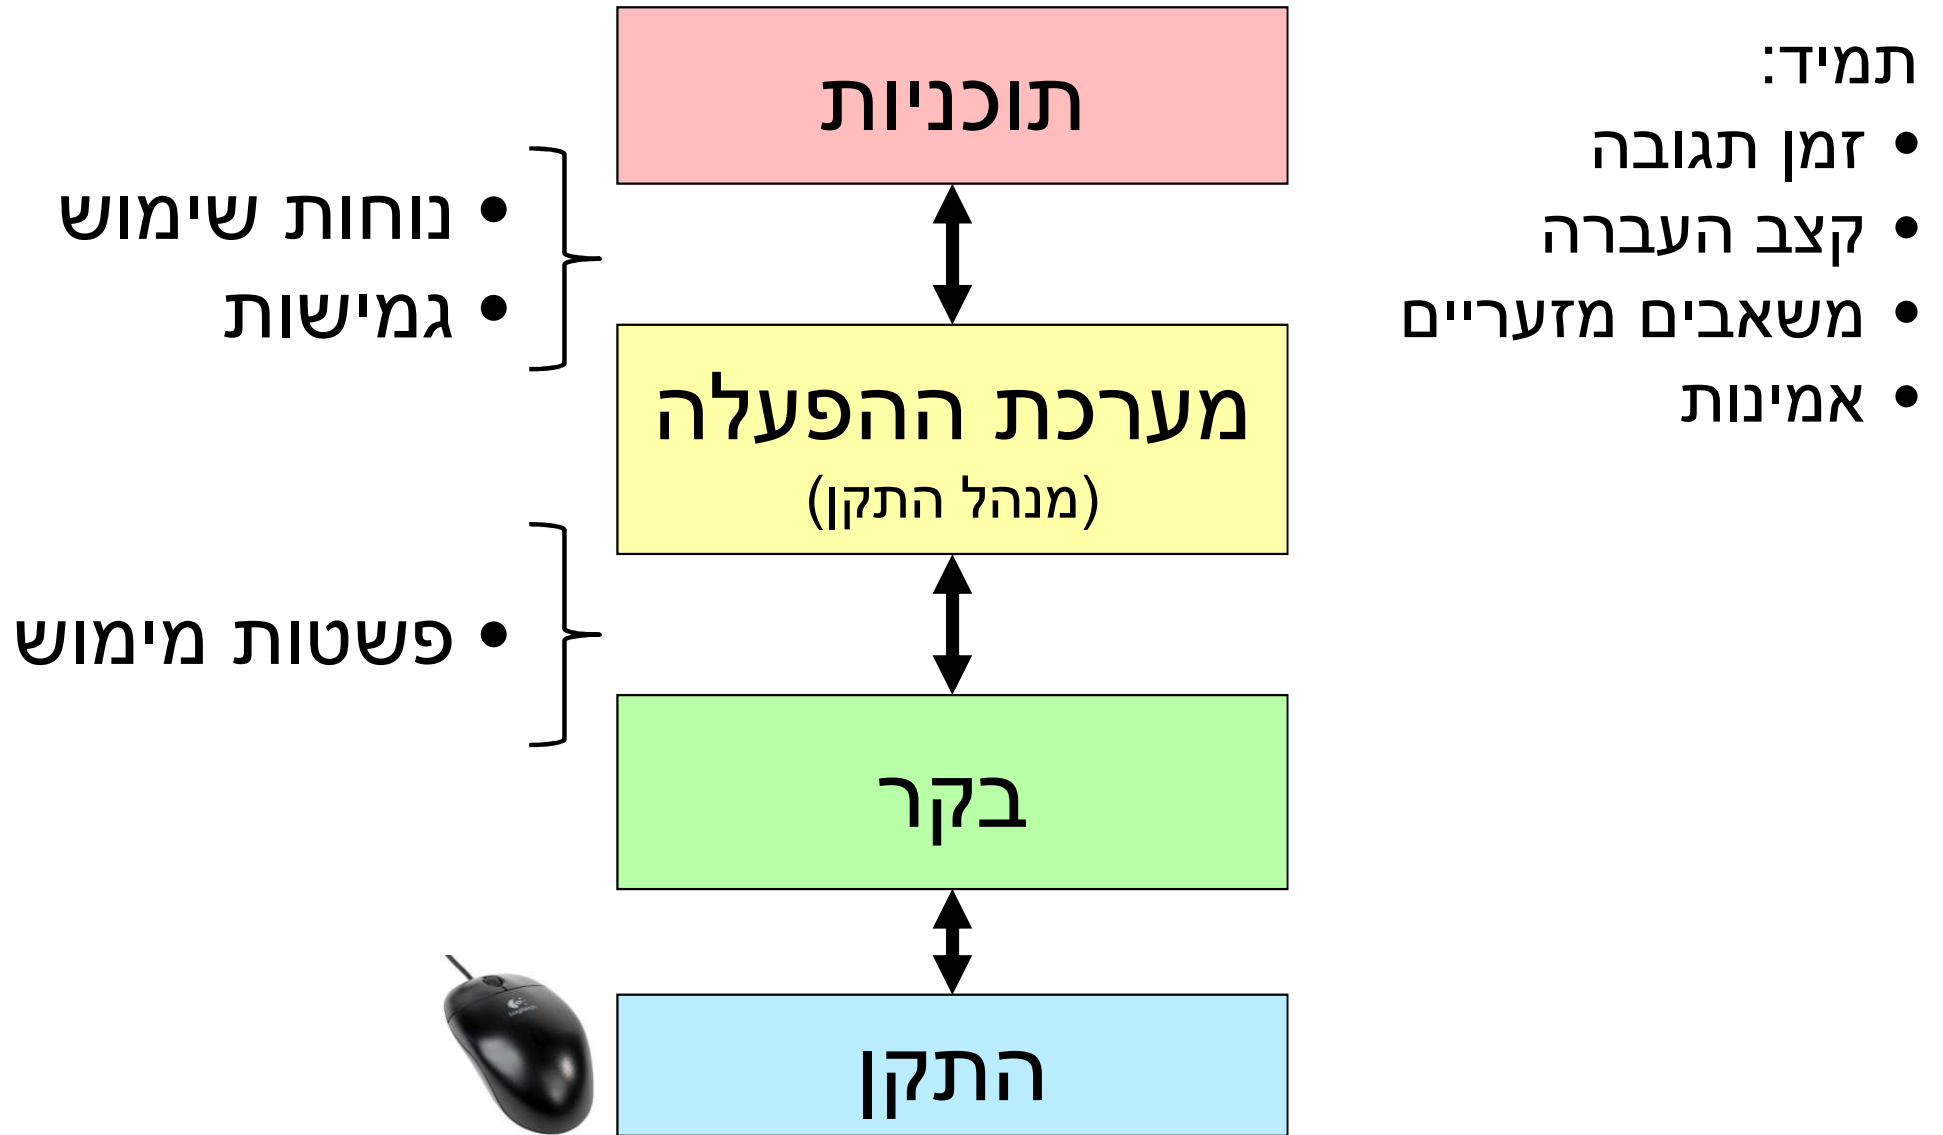 תוכניות
תמיד:
• זמן תגובה
• קצב העברה
• משאבים מזעריים
• אמינות
• נוחות שימוש
• גמישות
מערכת ההפעלה
(מנהל התקן)
• פשטות מימוש
בקר
Logitech
התקן